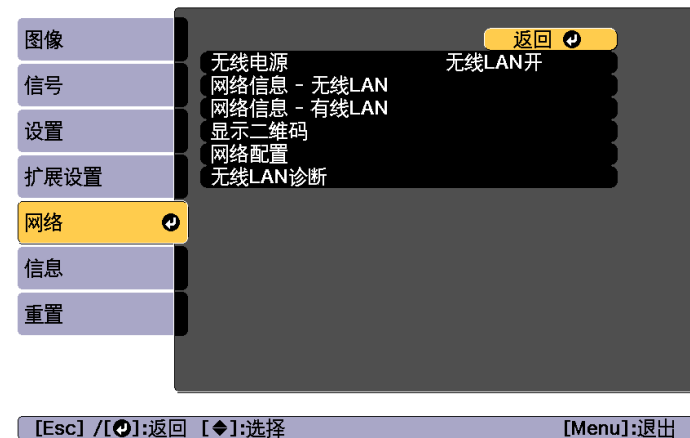 图像
信号
设置
扩展设置
网络
信息
重置
返回
无线电源 无线LAN开
网络信息 - 无线LAN
网络信息 - 有线LAN
显示二维码
网络配置
无线LAN诊断
[Esc] /[]:返回 [◆]:选择 [Menu]:退出